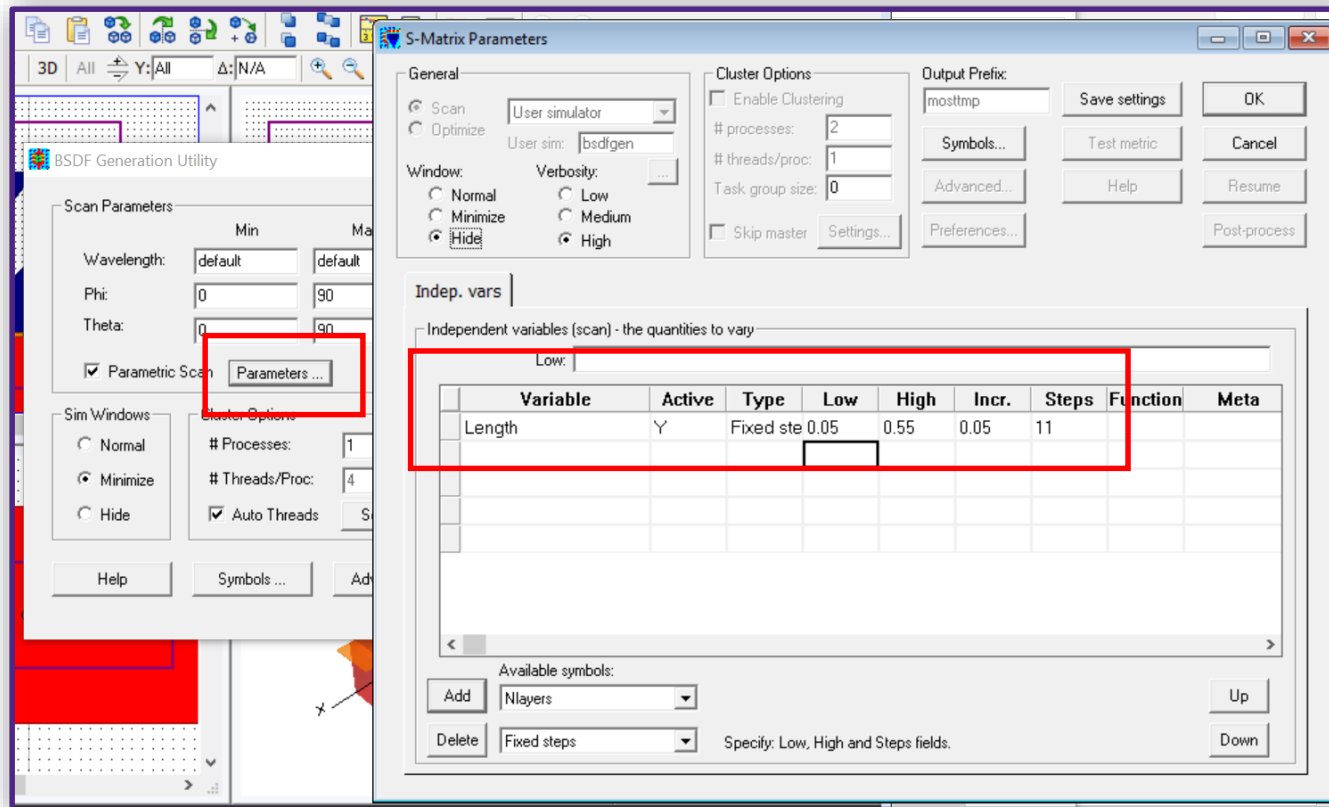 3D All Y: All Δ: N/A
BSDF Generation Utility
Scan Parameters
Min Ma
Wavelength: default default
Phi: 0 90
Theta: 0 90
Parametric Scan Parameters ...
Sim Windows
Normal
Minimize
Hide
Cluster Options
# Processes: 1
# Threads/Proc: 4
Auto Threads S
Help Symbols ... Adv
x
S-Matrix Parameters
General
Scan
Optimize
User simulator
User sim: bsdfgen
Window: Verbosity: ...
Normal Low
Minimize Medium
Hide High
Cluster Options
Enable Clustering
# processes: 2
# threads/proc: 1
Task group size: 0
Skip master Settings...
Output Prefix:
mosttmp Save settings OK
Symbols... Test metric Cancel
Advanced... Help Resume
Preferences... Post-process
Indep. vars
Independent variables (scan) - the quantities to vary
Low:
Variable Active Type Low High Incr. Steps Function Meta
Length Y Fixed ste 0.05 0.55 0.05 11
Available symbols:
Add Nlayers Up
Delete Fixed steps Specify: Low, High and Steps fields. Down